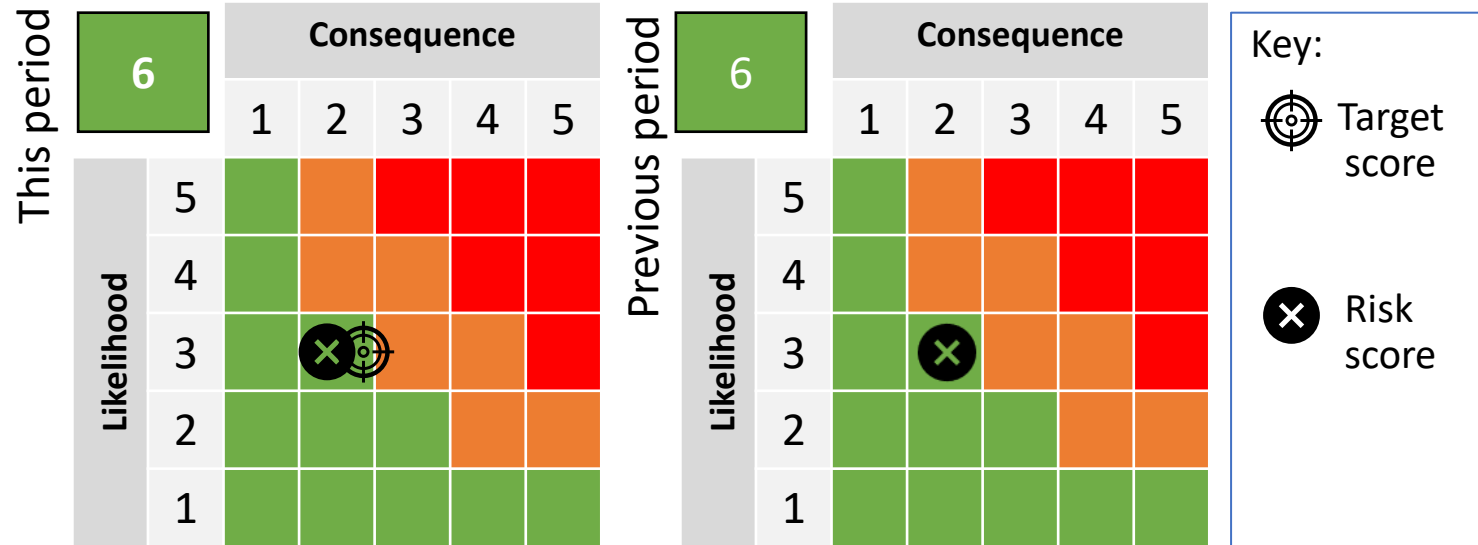 This period
6
Consequence
1 2 3 4 5
Likelihood
5
4
3
2
1
Previous period
6
Consequence
1 2 3 4 5
Likelihood
5
4
3
2
1
Key:
Target
score
Risk
score